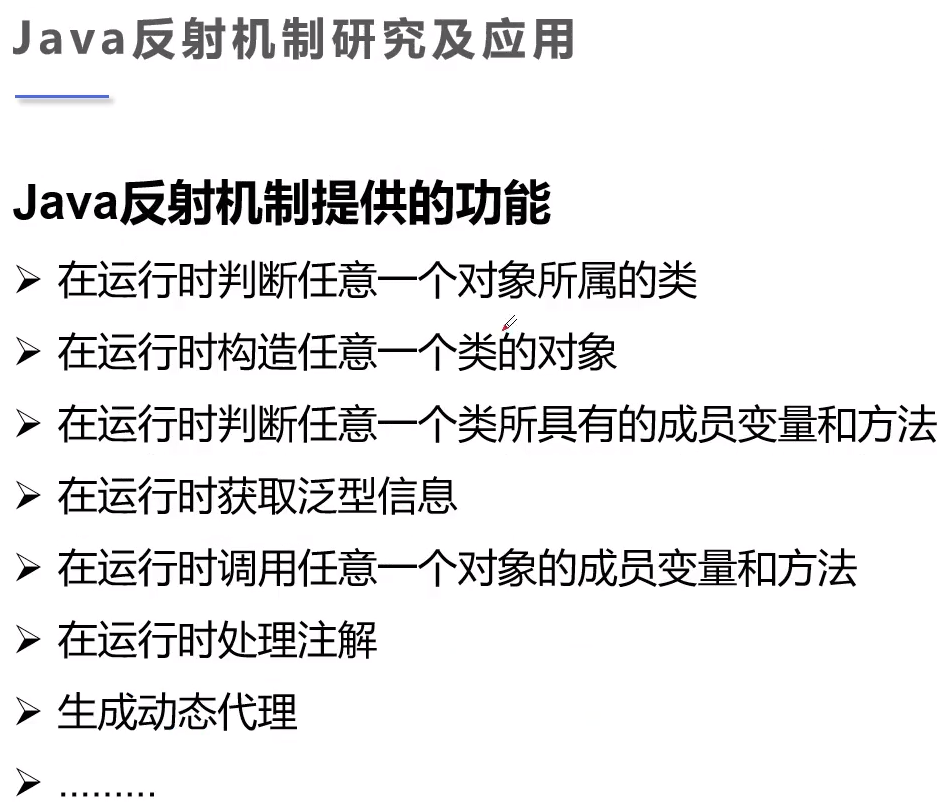 Java反射机制研究及应用
Java反射机制提供的功能
➢ 在运行时判断任意一个对象所属的类
➢ 在运行时构造任意一个类的对象
➢ 在运行时判断任意一个类所具有的成员变量和方法
➢ 在运行时获取泛型信息
➢ 在运行时调用任意一个对象的成员变量和方法
➢ 在运行时处理注解
➢ 生成动态代理
➢ .........